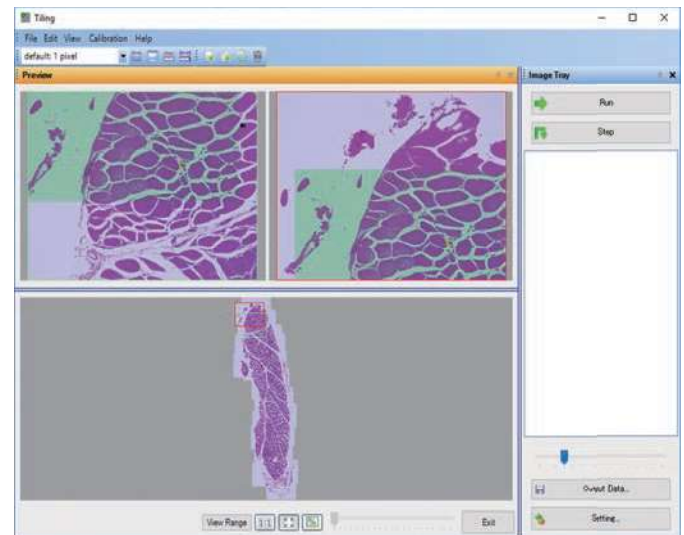 Tiling
File Edit View Calibration Help
default: 1 pixel
Preview
Image Tray
Run
Step
Output Data...
Setting...
View Range
1:1
Exit